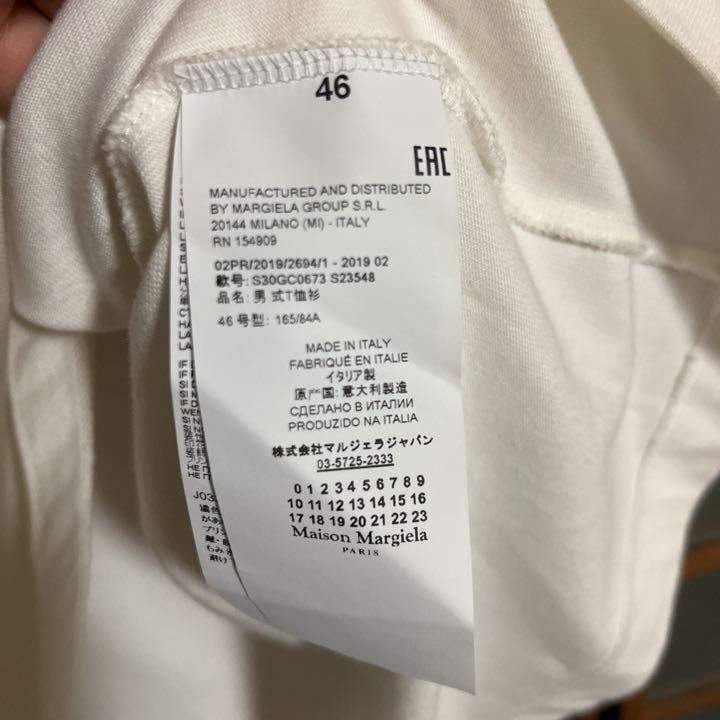 46
EAC
MANUFACTURED AND DISTRIBUTED
BY MARGIELA GROUP S.R.L.
20144 MILANO (MI) - ITALY
RN 154909
02PR/2019/2694/1 - 2019 02
款号: S30GC0673 S23548
品名: 男 式T恤衫
46 号型: 165/84A
MADE IN ITALY
FABRIQUÉ EN ITALIE
イタリア製
原产国: 意大利製造
СДЕЛАНО В ИТАЛИИ
PRODUZIDO NA ITALIA
株式会社マルジェラジャパン
03-5725-2333
0 1 2 3 4 5 6 7 8 9
10 11 12 13 14 15 16
17 18 19 20 21 22 23
Maison Margiela
PARIS